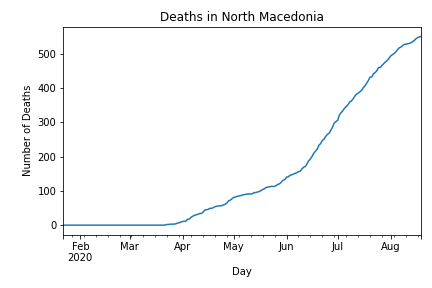 Deaths in North Macedonia
Number of Deaths
500
400
300
200
100
0
Feb Mar Apr May Jun Jul Aug
2020
Day